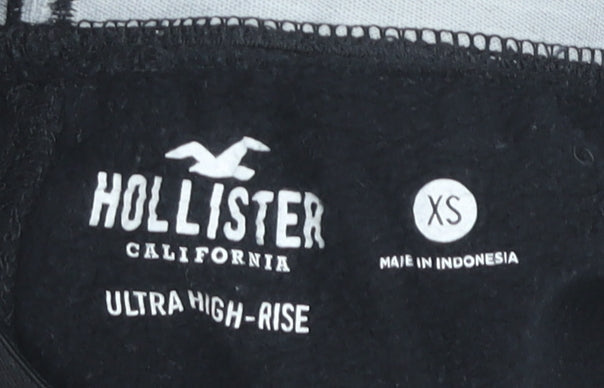 HOLLISTER
CALIFORNIA
ULTRA HIGH-RISE
XS
MADE IN INDONESIA